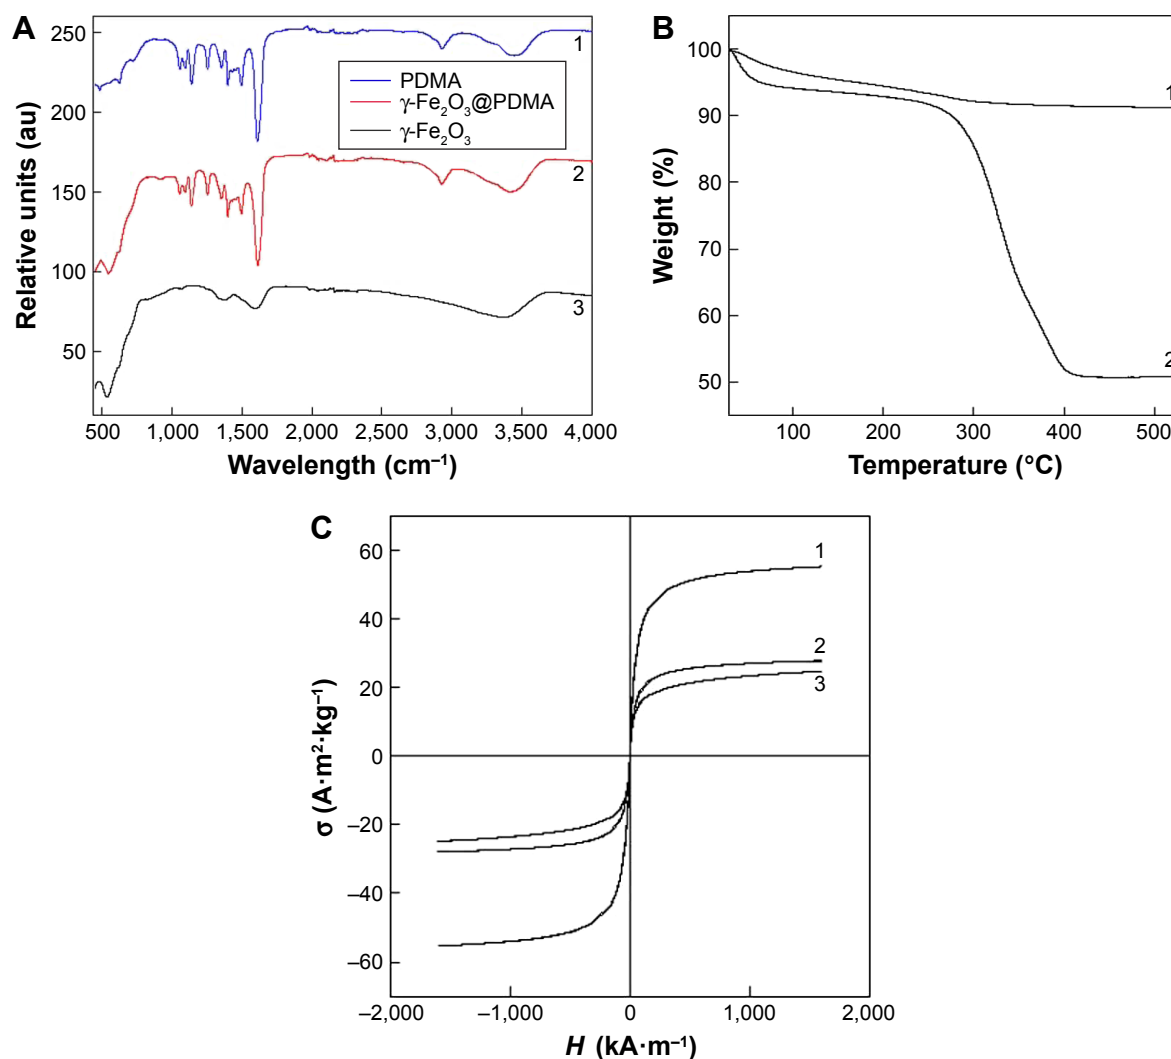 A
250
200
150
100
50
Relative units (au)
1
2
3
PDMA
γ-Fe₂O₃@PDMA
γ-Fe₂O₃
500 1,000 1,500 2,000 2,500 3,000 3,500 4,000
Wavelength (cm⁻¹)
B
100
90
80
70
60
50
Weight (%)
1
2
100 200 300 400 500
Temperature (°C)
C
60
40
20
0
−20
−40
−60
σ (A·m²·kg⁻¹)
1
2
3
−2,000 −1,000 0 1,000 2,000
H (kA·m⁻¹)